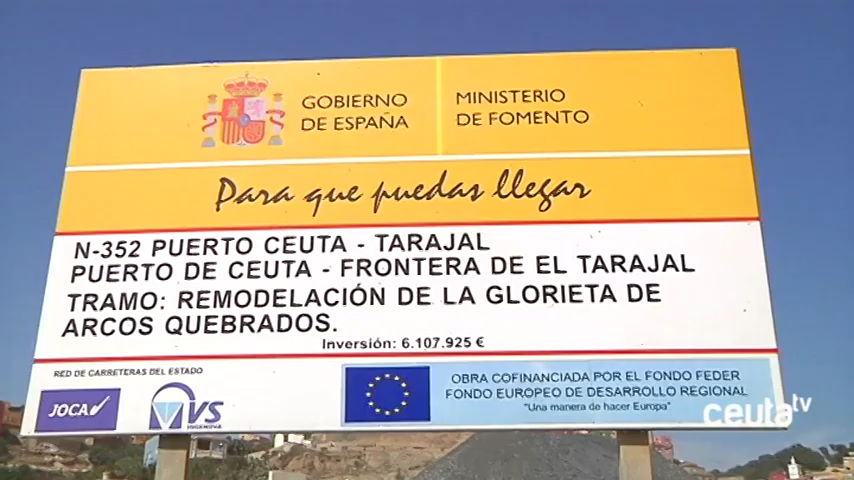 GOBIERNO
DE ESPAÑA
MINISTERIO
DE FOMENTO
Para que puedas llegar
N-352 PUERTO CEUTA - TARAJAL
PUERTO DE CEUTA - FRONTERA DE EL TARAJAL
TRAMO: REMODELACIÓN DE LA GLORIETA DE
ARCOS QUEBRADOS.
Inversión: 6.107.925 €
RED DE CARRETERAS DEL ESTADO
JOCA
VS
INGENOVA
OBRA COFINANCIADA POR EL FONDO FEDER
FONDO EUROPEO DE DESARROLLO REGIONAL
"Una manera de hacer Europa"
ceuta tv